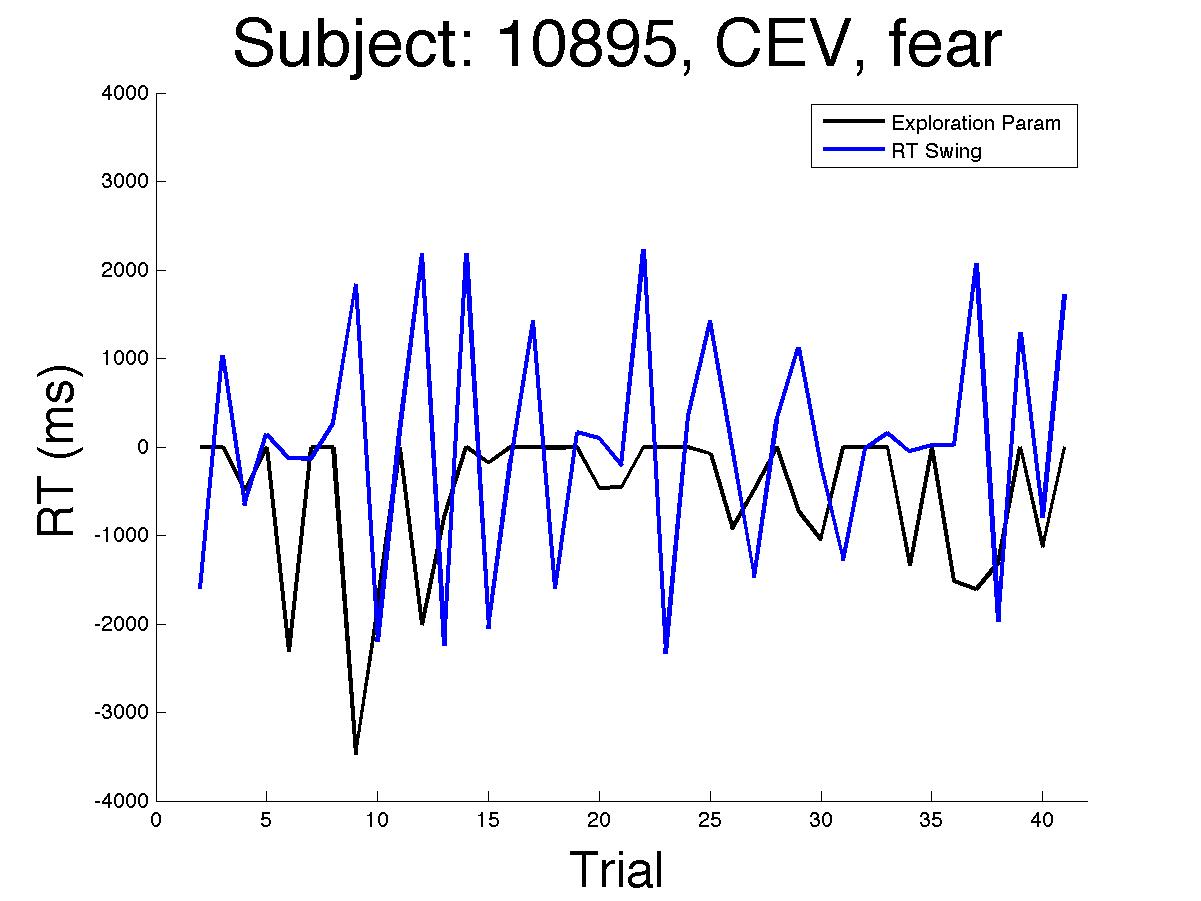 Subject: 10895, CEV, fear
4000
3000
2000
1000
0
-1000
-2000
-3000
-4000
RT (ms)
Exploration Param
RT Swing
0 5 10 15 20 25 30 35 40
Trial